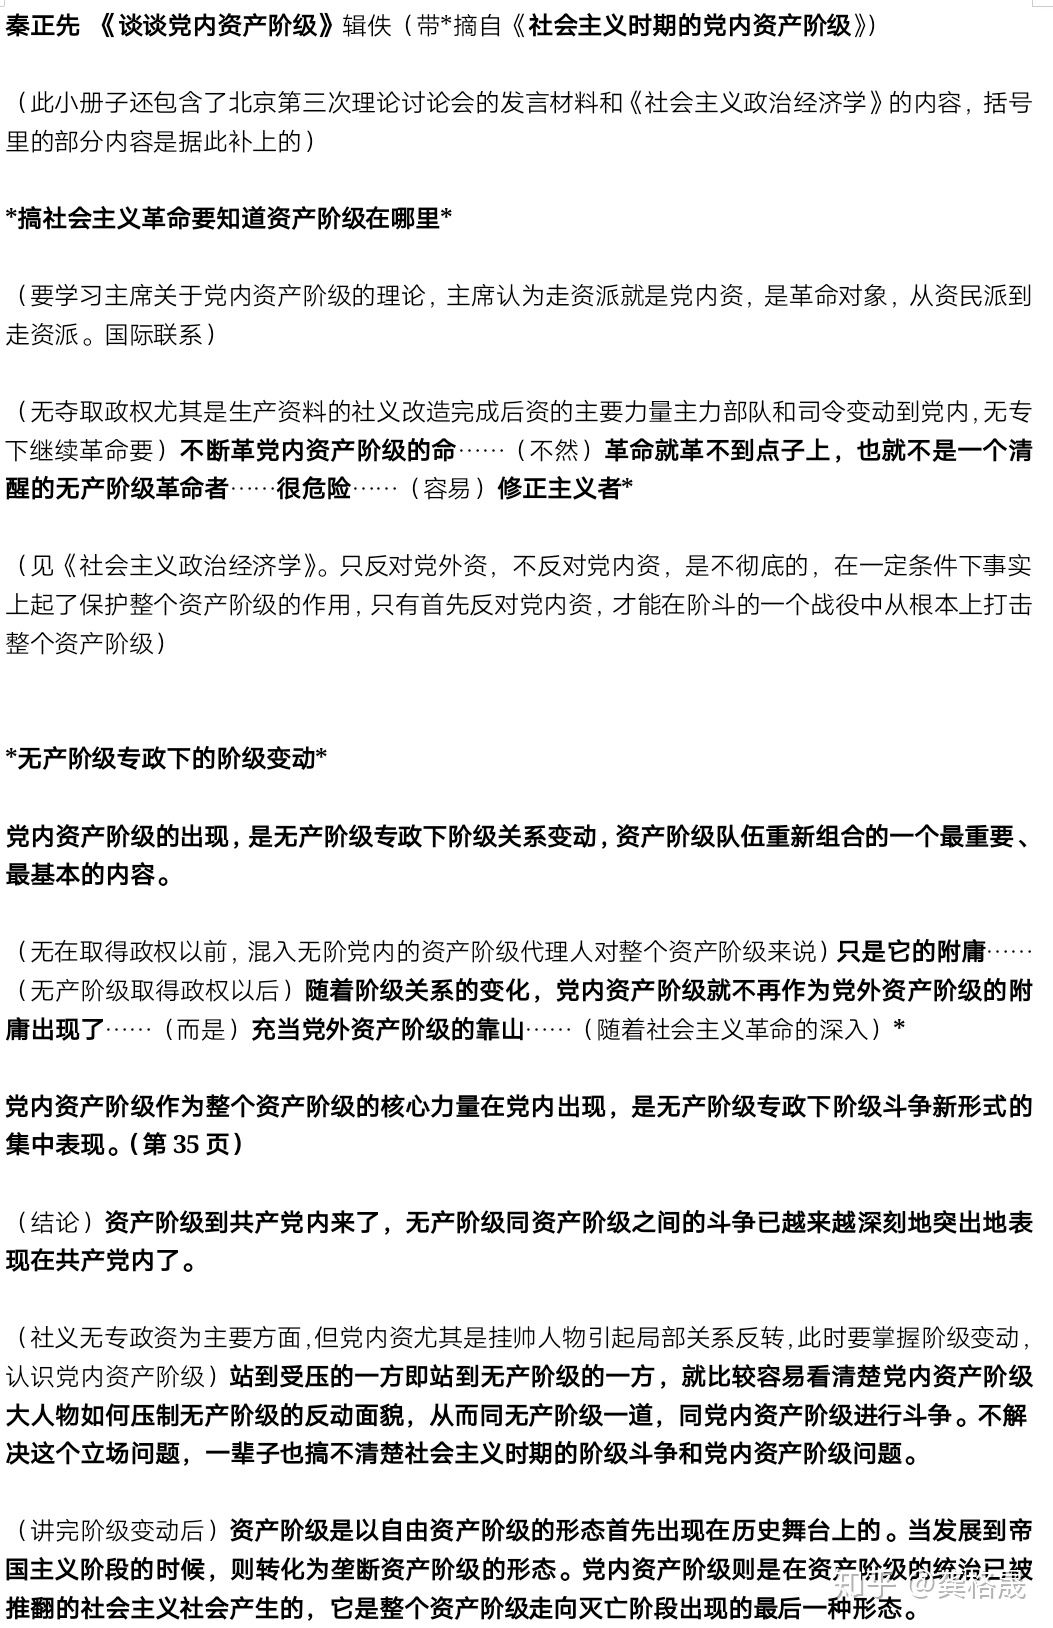 秦正先 《谈谈党内资产阶级》辑佚（带*摘自《社会主义时期的党内资产阶级》）
（此小册子还包含了北京第三次理论讨论会的发言材料和《社会主义政治经济学》的内容，括号
里的部分内容是据此补上的）
*搞社会主义革命要知道资产阶级在哪里*
（要学习主席关于党内资产阶级的理论，主席认为走资派就是党内资，是革命对象，从资民派到
走资派。国际联系）
（无夺取政权尤其是生产资料的社义改造完成后资的主要力量主力部队和司令变动到党内，无专
下继续革命要）不断革党内资产阶级的命……（不然）革命就革不到点子上，也就不是一个清
醒的无产阶级革命者……很危险……（容易）修正主义者*
（见《社会主义政治经济学》。只反对党外资，不反对党内资，是不彻底的，在一定条件下事实
上起了保护整个资产阶级的作用，只有首先反对党内资，才能在阶斗的一个战役中从根本上打击
整个资产阶级）
*无产阶级专政下的阶级变动*
党内资产阶级的出现，是无产阶级专政下阶级关系变动，资产阶级队伍重新组合的一个最重要、
最基本的内容。
（无在取得政权以前，混入无阶党内的资产阶级代理人对整个资产阶级来说）只是它的附庸……
（无产阶级取得政权以后）随着阶级关系的变化，党内资产阶级就不再作为党外资产阶级的附
庸出现了……（而是）充当党外资产阶级的靠山……（随着社会主义革命的深入）*
党内资产阶级作为整个资产阶级的核心力量在党内出现，是无产阶级专政下阶级斗争新形式的
集中表现。（第 35 页）
（结论）资产阶级到共产党内来了，无产阶级同资产阶级之间的斗争已越来越深刻地突出地表
现在共产党内了。
（社义无专政资为主要方面，但党内资尤其是挂帅人物引起局部关系反转，此时要掌握阶级变动，
认识党内资产阶级）站到受压的一方即站到无产阶级的一方，就比较容易看清楚党内资产阶级
大人物如何压制无产阶级的反动面貌，从而同无产阶级一道，同党内资产阶级进行斗争。不解
决这个立场问题，一辈子也搞不清楚社会主义时期的阶级斗争和党内资产阶级问题。
（讲完阶级变动后）资产阶级是以自由资产阶级的形态首先出现在历史舞台上的。当发展到帝
国主义阶段的时候，则转化为垄断资产阶级的形态。党内资产阶级则是在资产阶级的统治已被
推翻的社会主义社会产生的，它是整个资产阶级走向灭亡阶段出现的最后一种形态。
知乎 @龚格晟